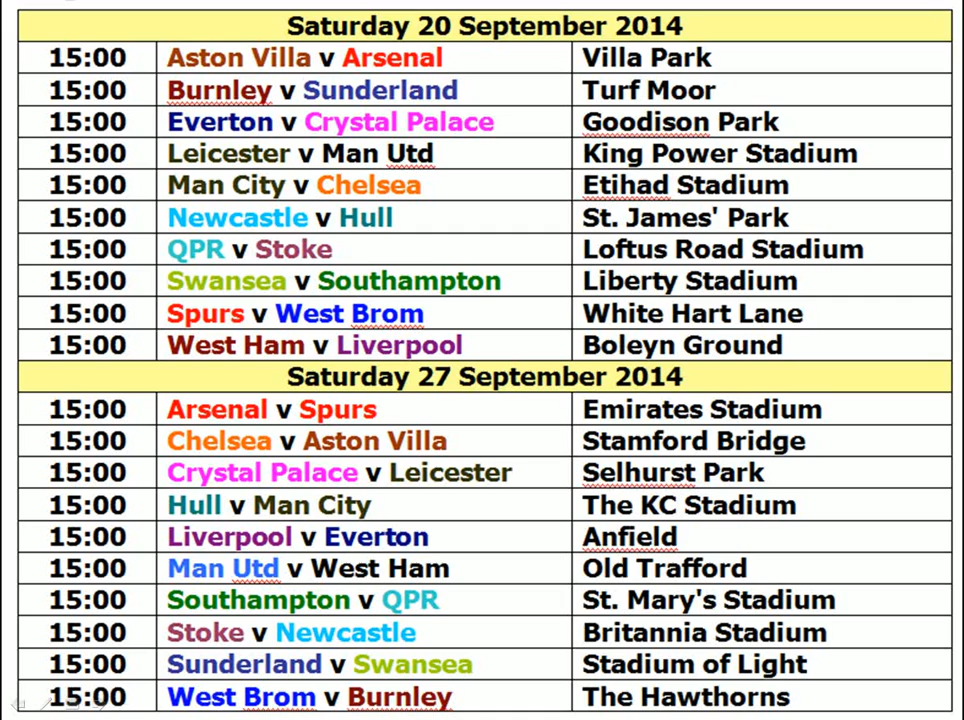 Saturday 20 September 2014
15:00 Aston Villa v Arsenal Villa Park
15:00 Burnley v Sunderland Turf Moor
15:00 Everton v Crystal Palace Goodison Park
15:00 Leicester v Man Utd King Power Stadium
15:00 Man City v Chelsea Etihad Stadium
15:00 Newcastle v Hull St. James' Park
15:00 QPR v Stoke Loftus Road Stadium
15:00 Swansea v Southampton Liberty Stadium
15:00 Spurs v West Brom White Hart Lane
15:00 West Ham v Liverpool Boleyn Ground
Saturday 27 September 2014
15:00 Arsenal v Spurs Emirates Stadium
15:00 Chelsea v Aston Villa Stamford Bridge
15:00 Crystal Palace v Leicester Selhurst Park
15:00 Hull v Man City The KC Stadium
15:00 Liverpool v Everton Anfield
15:00 Man Utd v West Ham Old Trafford
15:00 Southampton v QPR St. Mary's Stadium
15:00 Stoke v Newcastle Britannia Stadium
15:00 Sunderland v Swansea Stadium of Light
15:00 West Brom v Burnley The Hawthorns